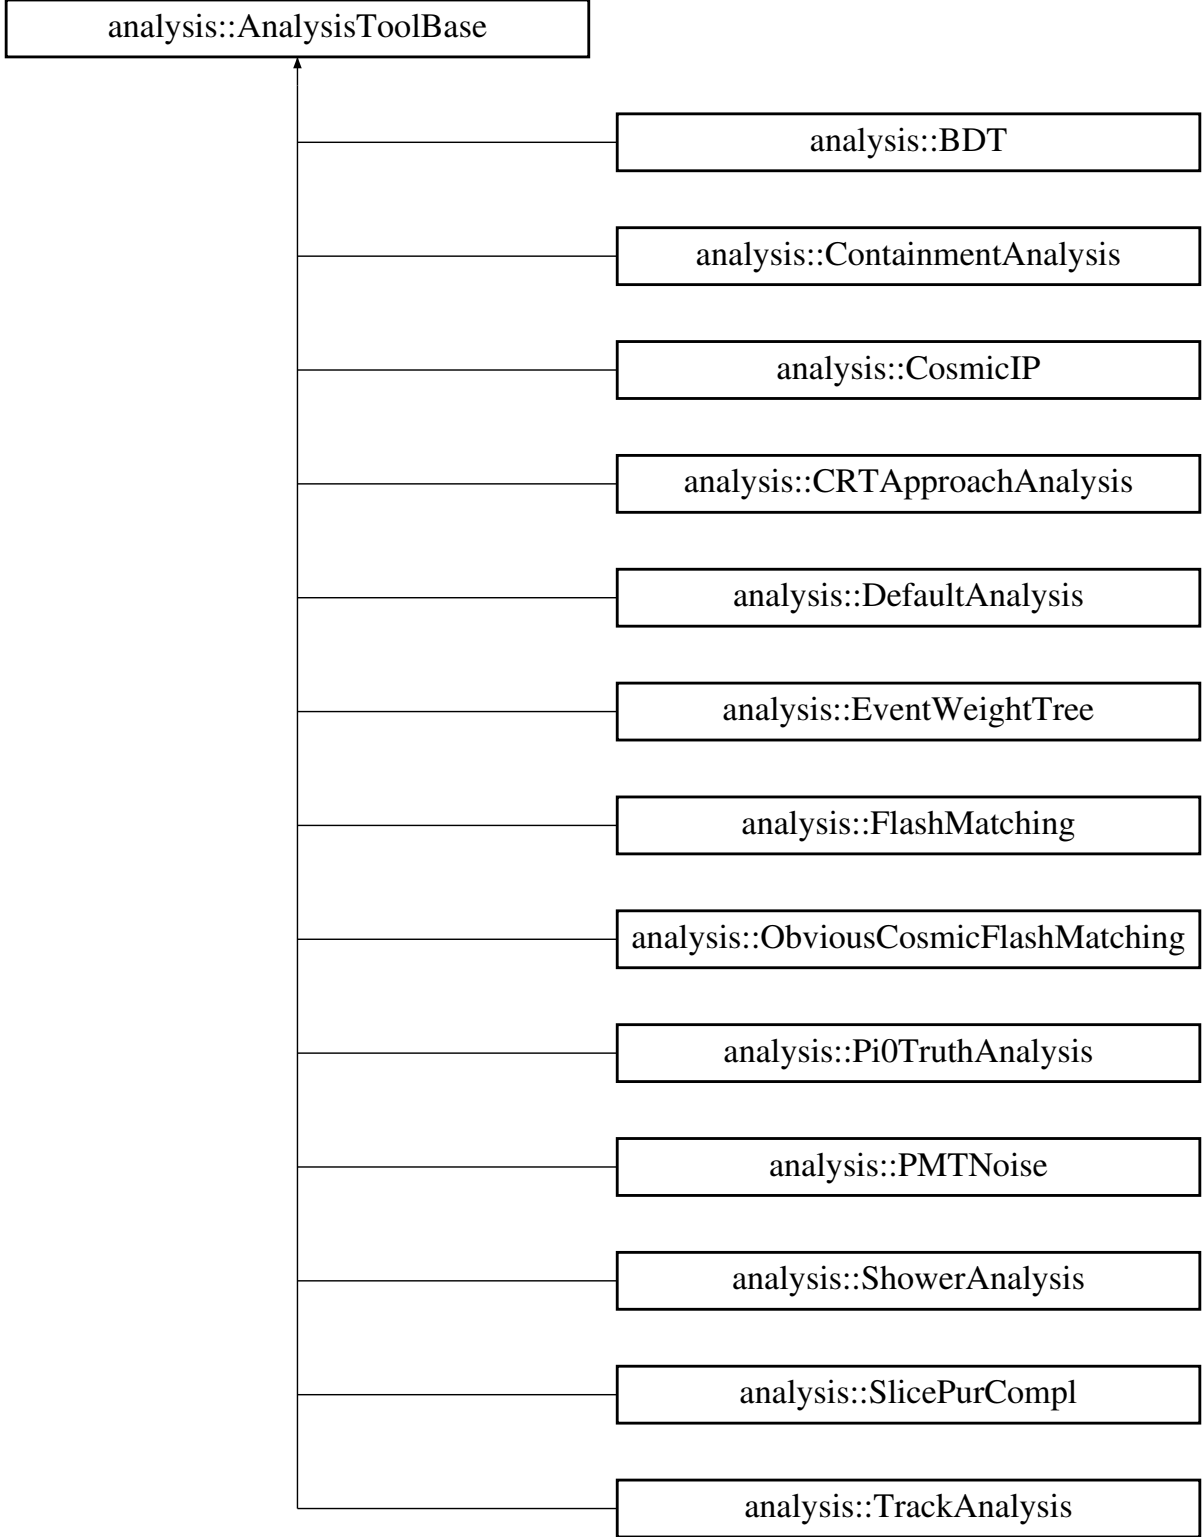 analysis::AnalysisToolBase
analysis::BDT
analysis::ContainmentAnalysis
analysis::CosmicIP
analysis::CRTApproachAnalysis
analysis::DefaultAnalysis
analysis::EventWeightTree
analysis::FlashMatching
analysis::ObviousCosmicFlashMatching
analysis::Pi0TruthAnalysis
analysis::PMTNoise
analysis::ShowerAnalysis
analysis::SlicePurCompl
analysis::TrackAnalysis